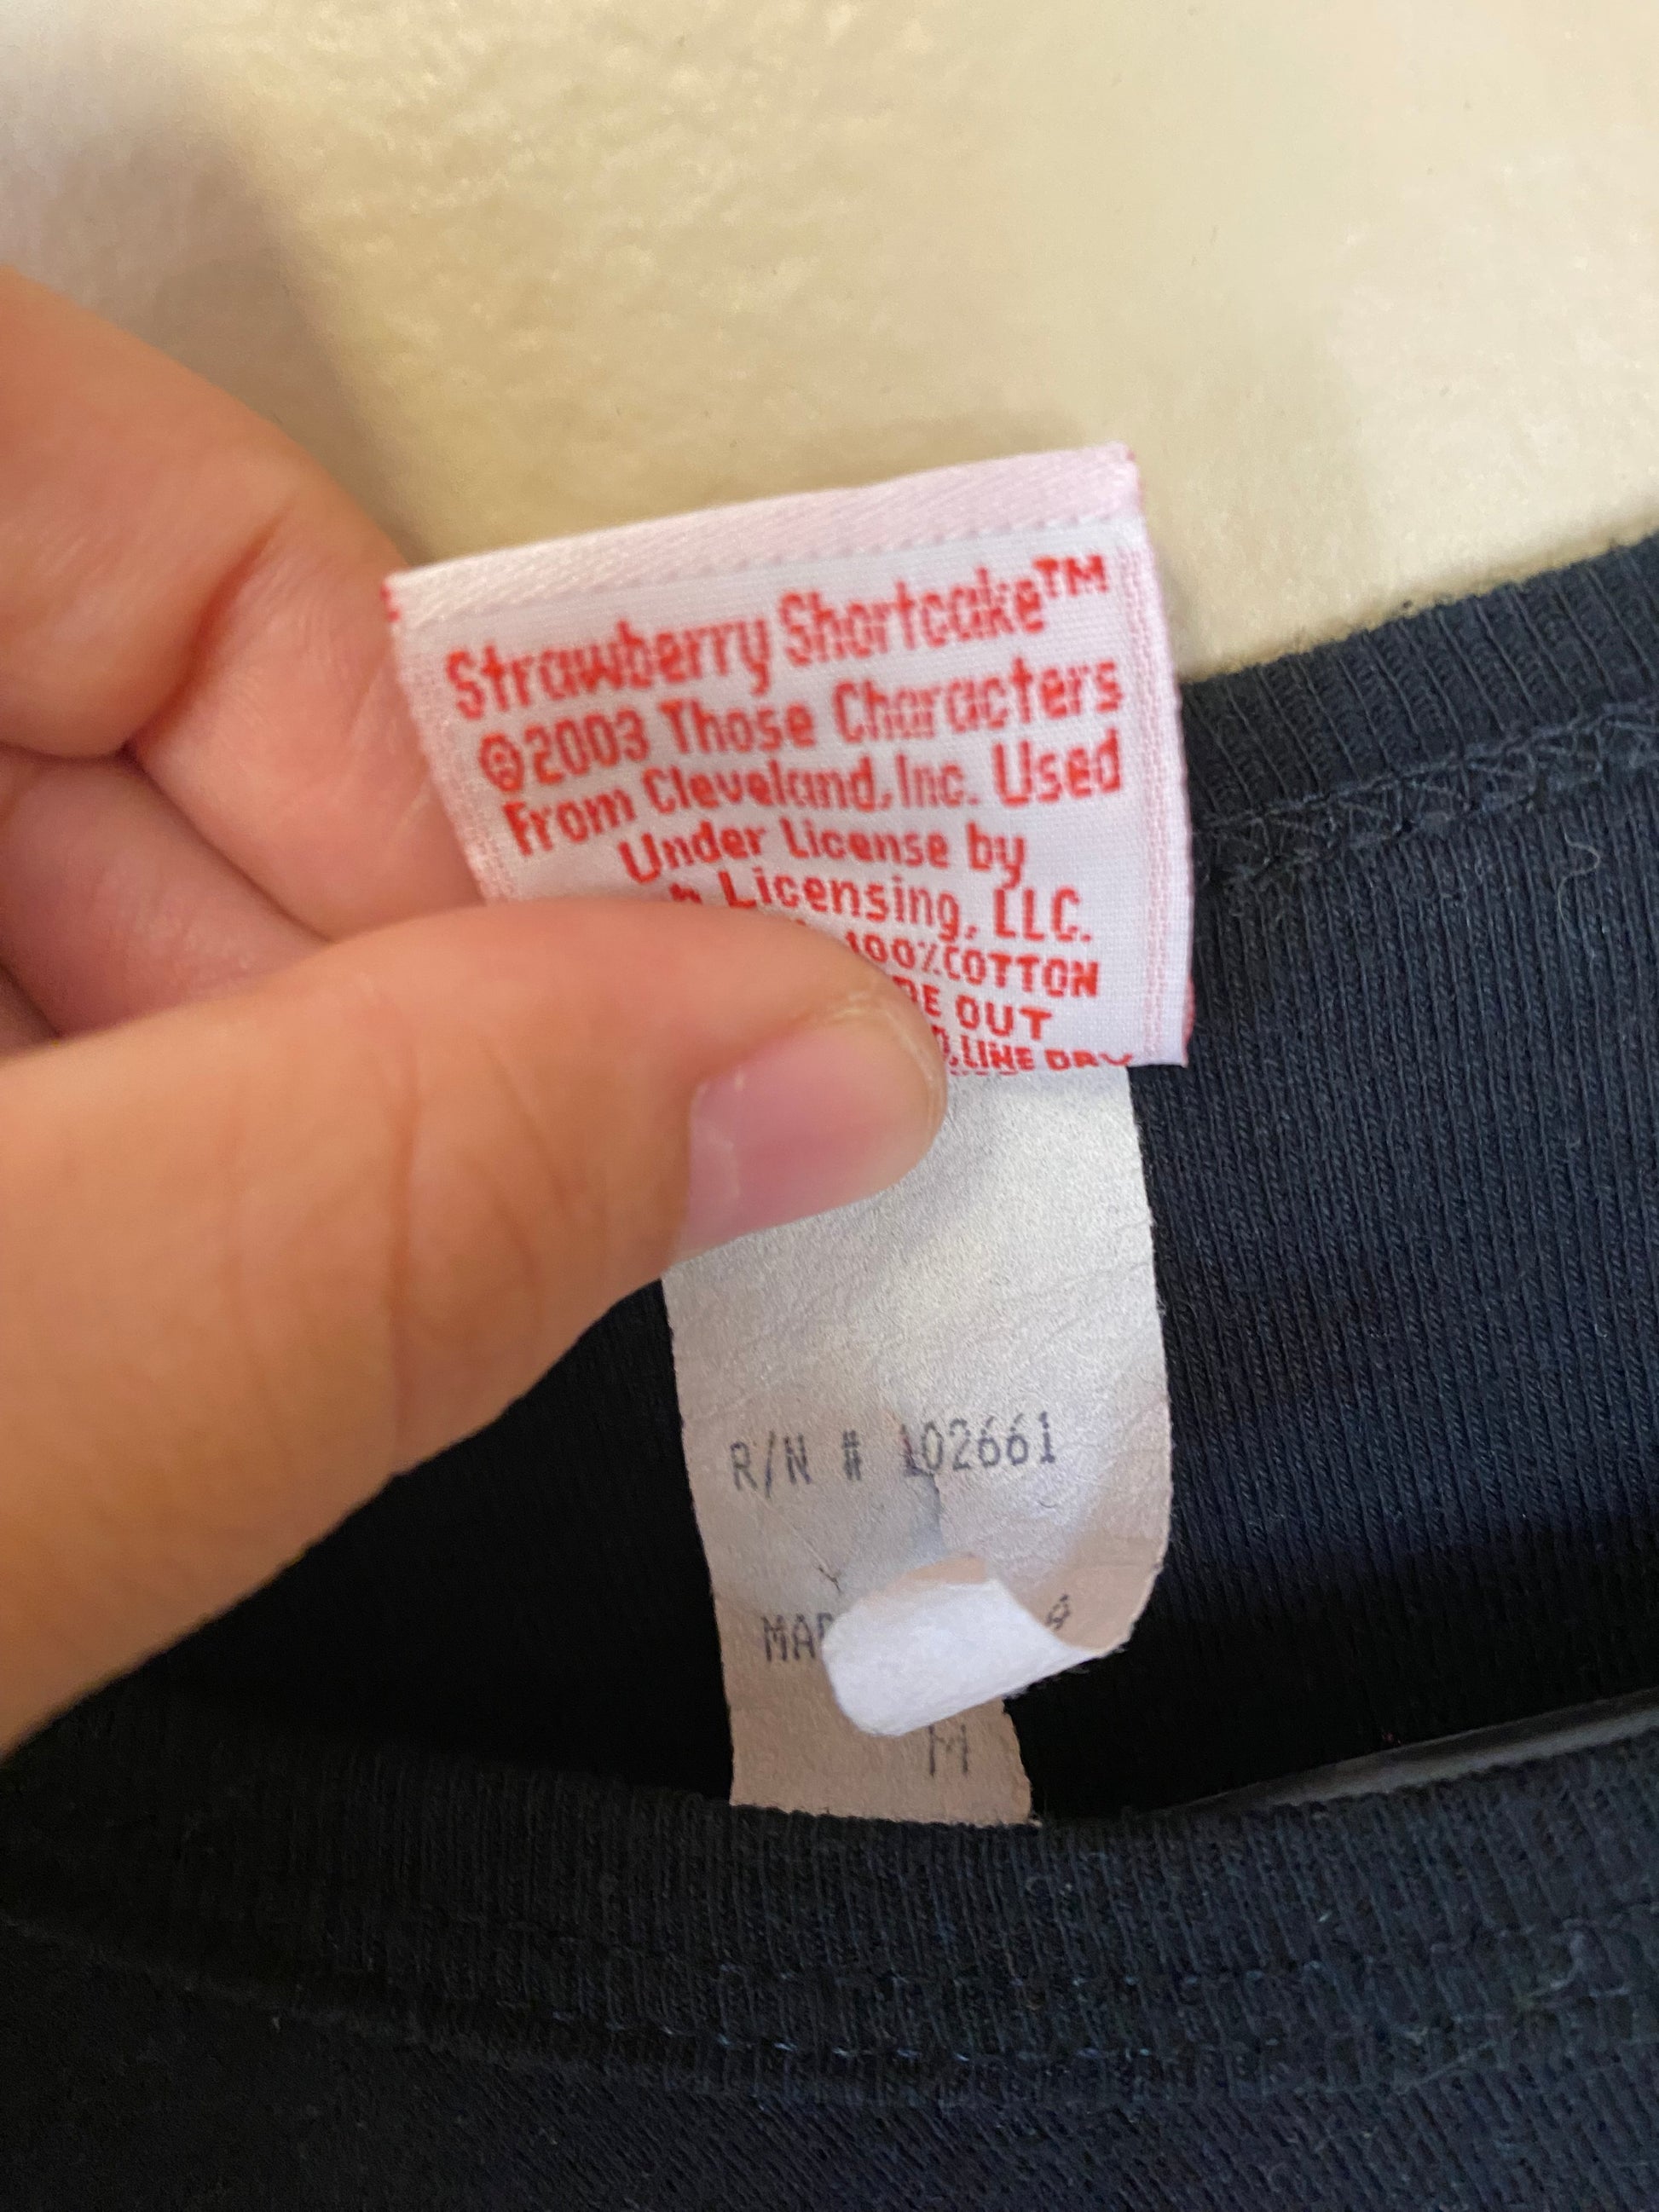 Strawberry Shortcake™
©2003 Those Characters
From Cleveland, Inc. Used
Under License by
Licensing, LLC.
100% COTTON
OUT
LINE DRY
R/N # 102661
M